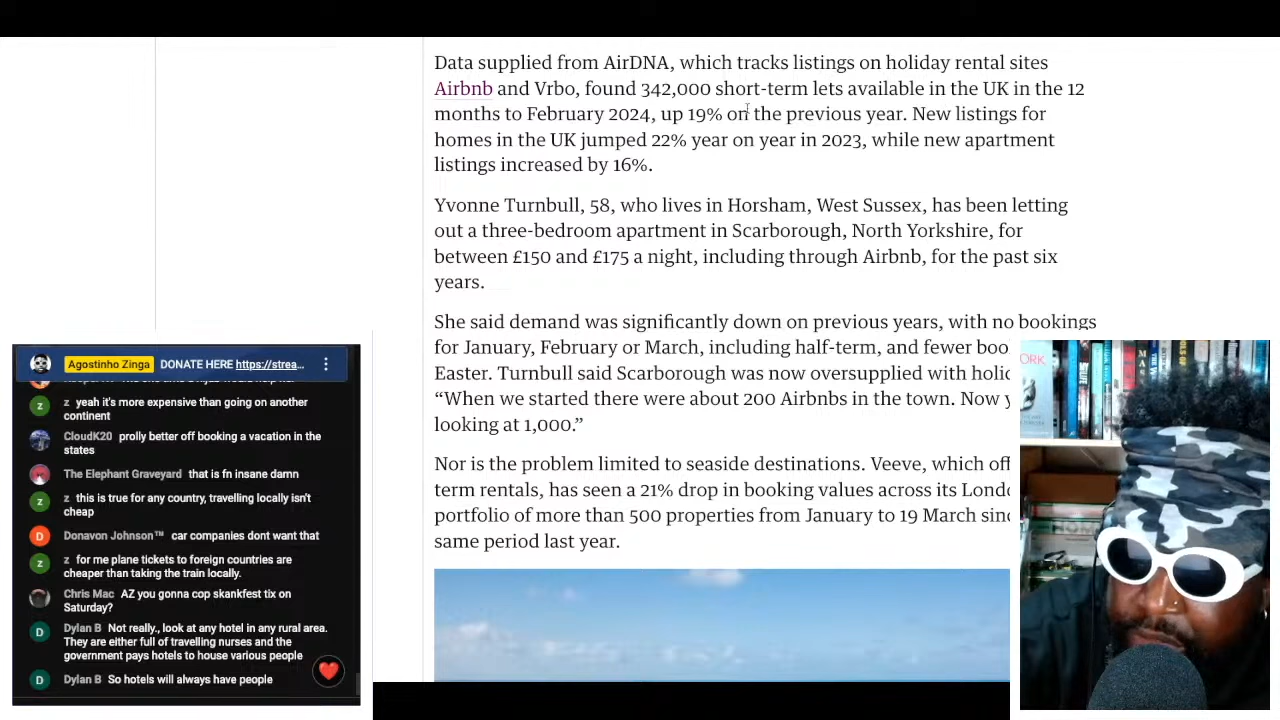 Data supplied from AirDNA, which tracks listings on holiday rental sites
Airbnb and Vrbo, found 342,000 short-term lets available in the UK in the 12
months to February 2024, up 19% on the previous year. New listings for
homes in the UK jumped 22% year on year in 2023, while new apartment
listings increased by 16%.
Yvonne Turnbull, 58, who lives in Horsham, West Sussex, has been letting
out a three-bedroom apartment in Scarborough, North Yorkshire, for
between £150 and £175 a night, including through Airbnb, for the past six
years.
She said demand was significantly down on previous years, with no bookings
for January, February or March, including half-term, and fewer boo
Easter. Turnbull said Scarborough was now oversupplied with holi
“When we started there were about 200 Airbnbs in the town. Now y
looking at 1,000.”
Nor is the problem limited to seaside destinations. Veeve, which off
term rentals, has seen a 21% drop in booking values across its Lond
portfolio of more than 500 properties from January to 19 March sinc
same period last year.
Agostinho Zinga DONATE HERE https://strea...
z yeah it's more expensive than going on another
continent
CloudK20 prolly better off booking a vacation in the
states
The Elephant Graveyard that is fn insane damn
z this is true for any country, travelling locally isn't
cheap
Donavon Johnson™ car companies dont want that
z for me plane tickets to foreign countries are
cheaper than taking the train locally.
Chris Mac AZ you gonna cop skankfest tix on
Saturday?
Dylan B Not really., look at any hotel in any rural area.
They are either full of travelling nurses and the
government pays hotels to house various people
Dylan B So hotels will always have people